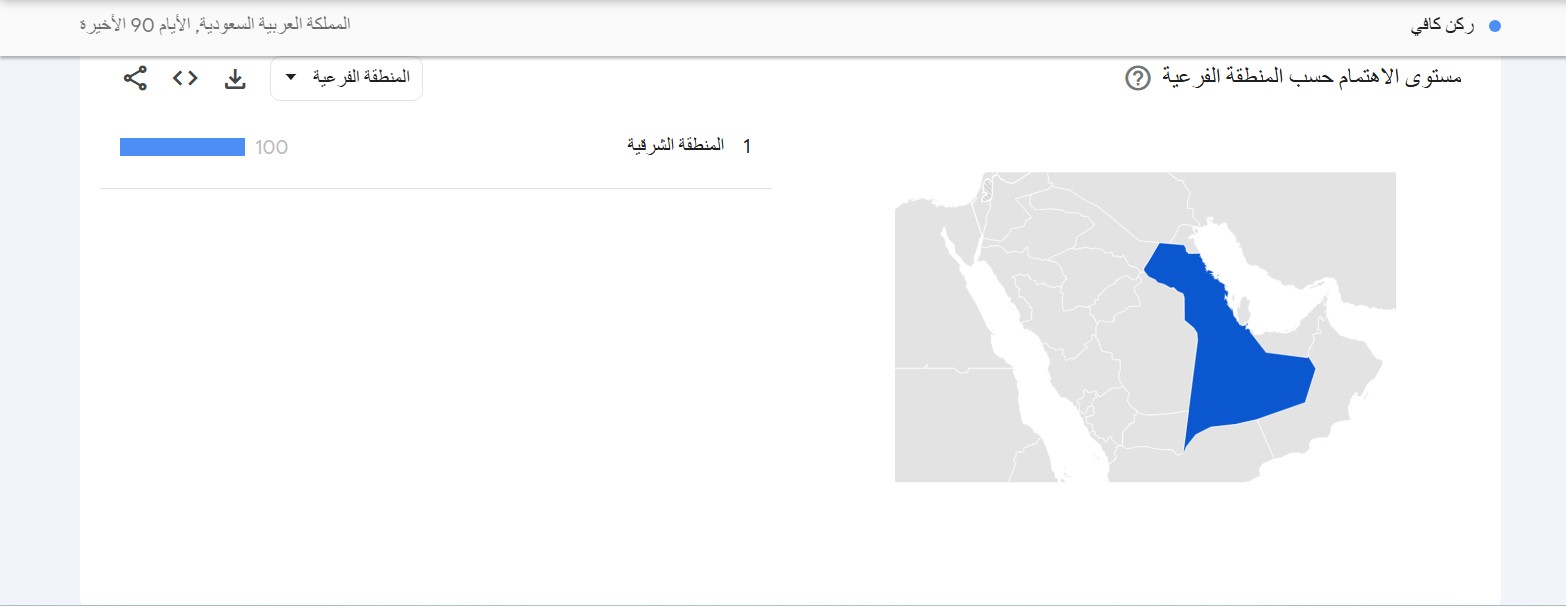 ركن كافي
المملكة العربية السعودية, الأيام 90 الأخيرة
مستوى الاهتمام حسب المنطقة الفرعية ?
المنطقة الفرعية
1 المنطقة الشرقية 100